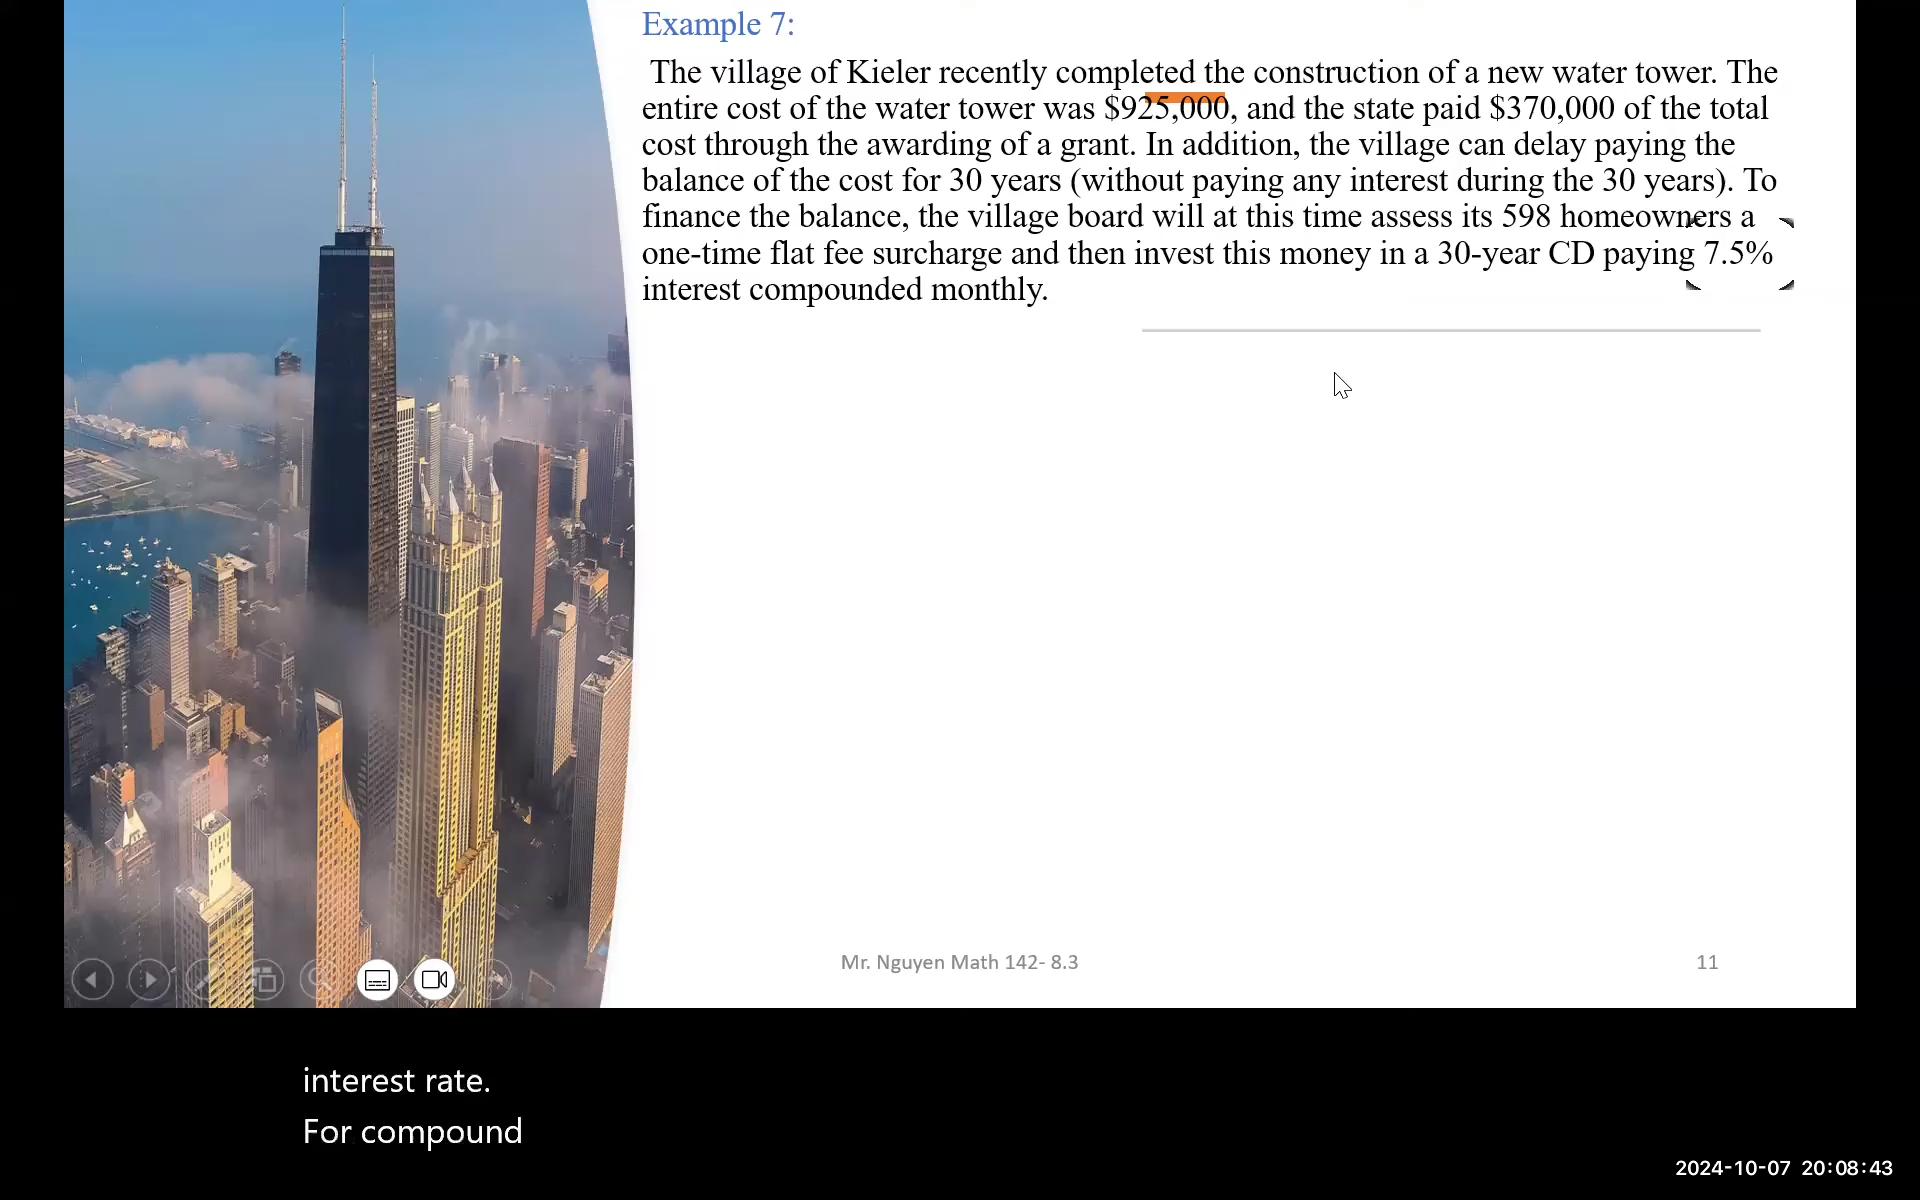 Example 7:
The village of Kieler recently completed the construction of a new water tower. The
entire cost of the water tower was $925,000, and the state paid $370,000 of the total
cost through the awarding of a grant. In addition, the village can delay paying the
balance of the cost for 30 years (without paying any interest during the 30 years). To
finance the balance, the village board will at this time assess its 598 homeowners a
one-time flat fee surcharge and then invest this money in a 30-year CD paying 7.5%
interest compounded monthly.
Mr. Nguyen Math 142- 8.3
11
interest rate.
For compound
2024-10-07 20:08:43